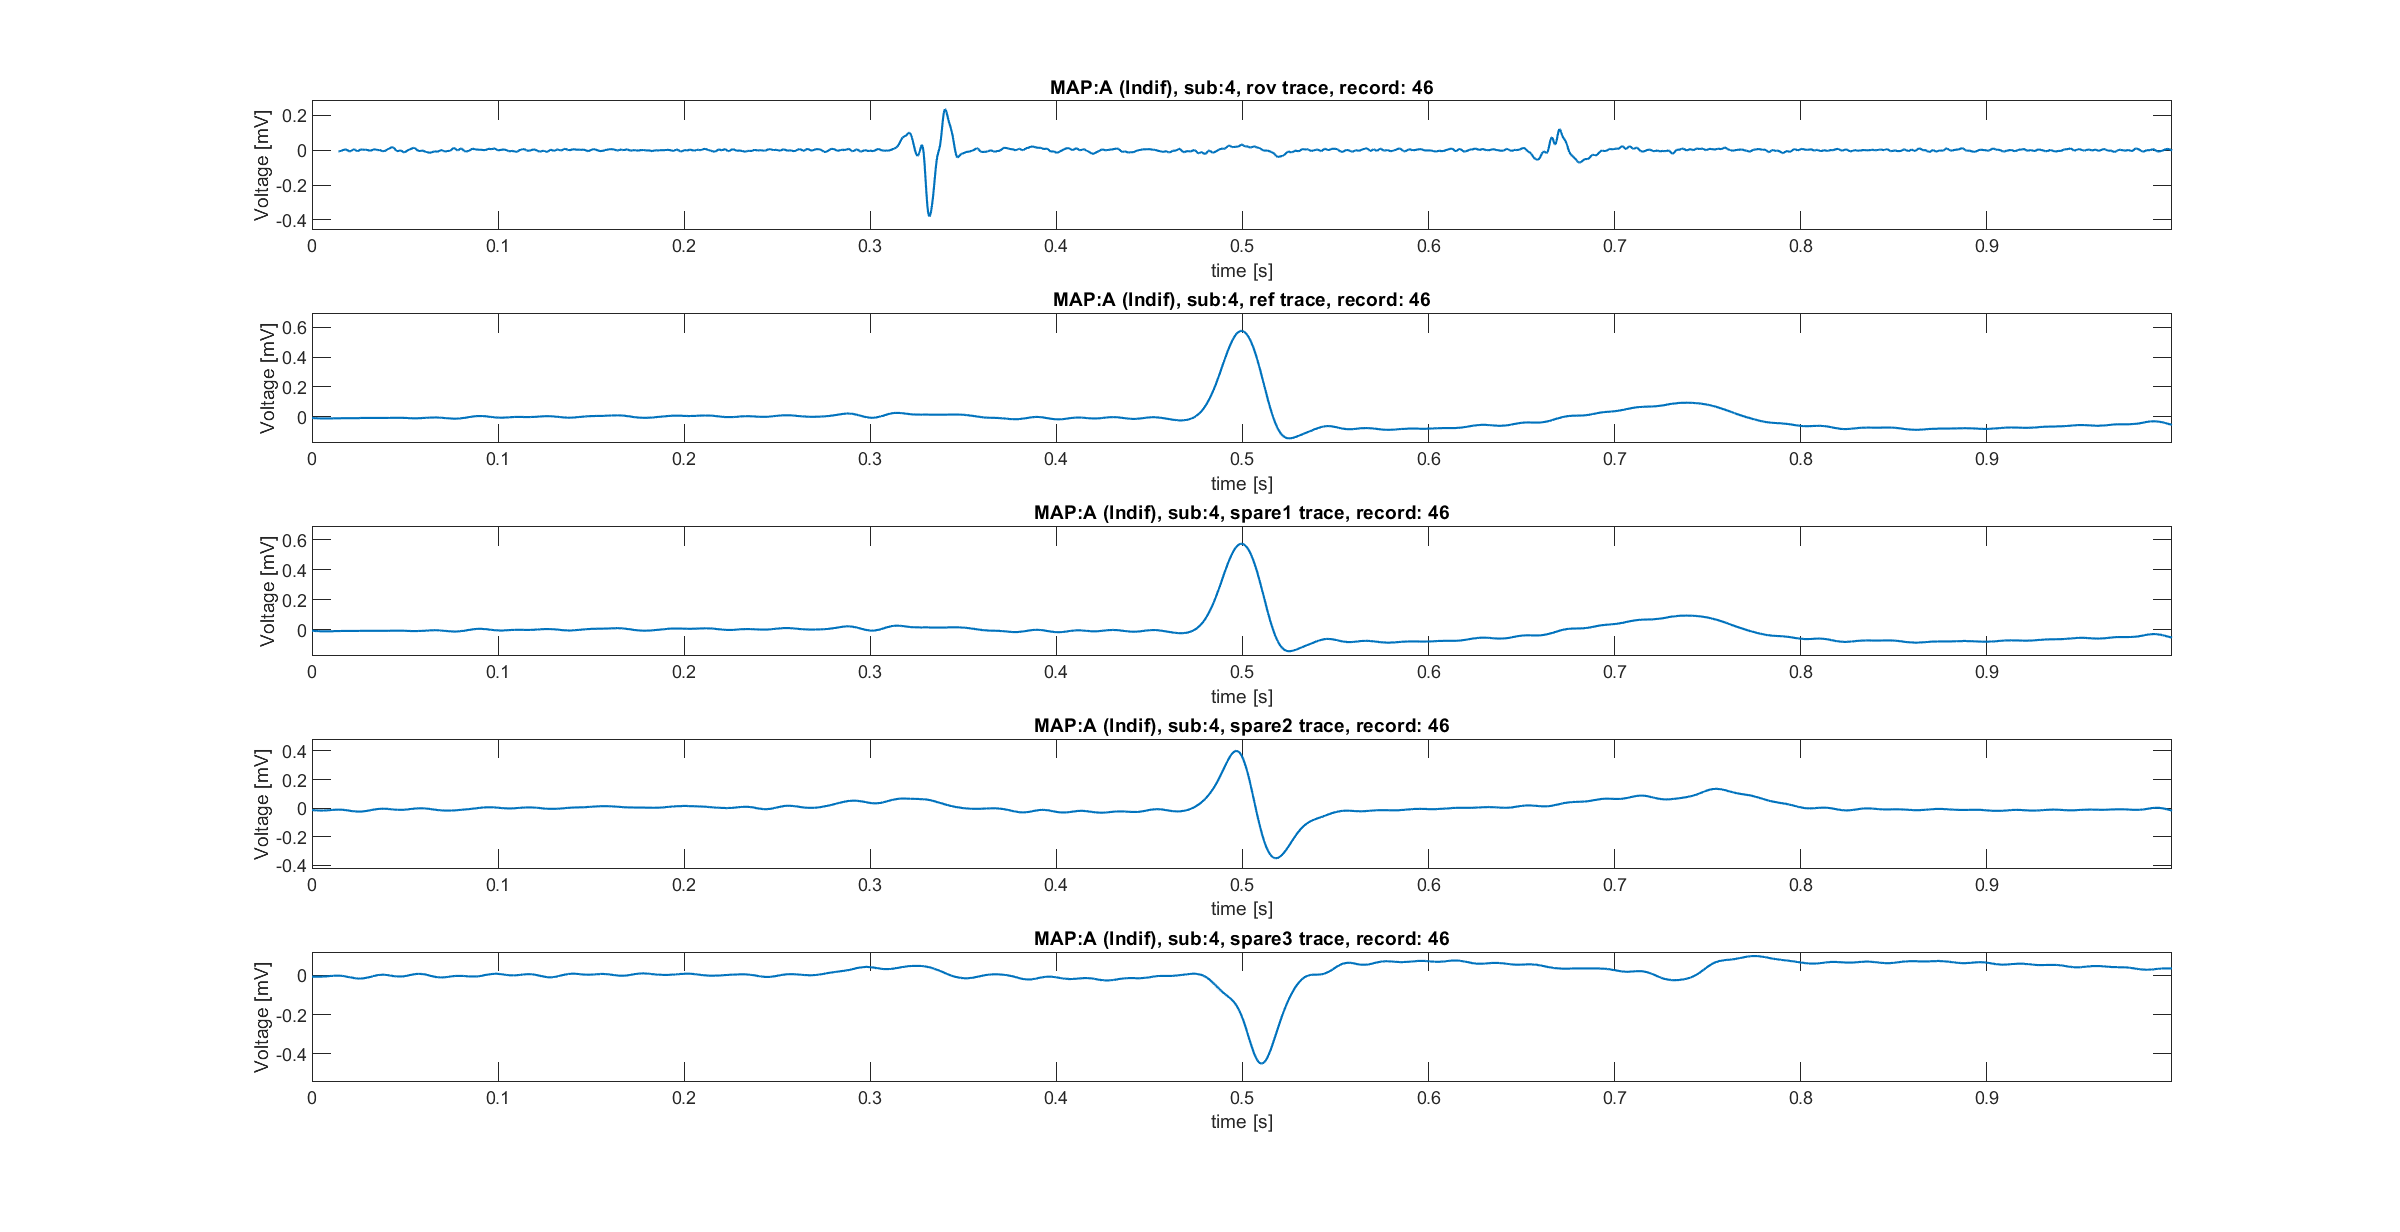 MAP:A (Indif), sub:4, rov trace, record: 46
Voltage [mV]
0.2
0
-0.2
-0.4
0 0.1 0.2 0.3 0.4 0.5 0.6 0.7 0.8 0.9
time [s]
MAP:A (Indif), sub:4, ref trace, record: 46
Voltage [mV]
0.6
0.4
0.2
0
0 0.1 0.2 0.3 0.4 0.5 0.6 0.7 0.8 0.9
time [s]
MAP:A (Indif), sub:4, spare1 trace, record: 46
Voltage [mV]
0.6
0.4
0.2
0
0 0.1 0.2 0.3 0.4 0.5 0.6 0.7 0.8 0.9
time [s]
MAP:A (Indif), sub:4, spare2 trace, record: 46
Voltage [mV]
0.4
0.2
0
-0.2
-0.4
0 0.1 0.2 0.3 0.4 0.5 0.6 0.7 0.8 0.9
time [s]
MAP:A (Indif), sub:4, spare3 trace, record: 46
Voltage [mV]
0
-0.2
-0.4
0 0.1 0.2 0.3 0.4 0.5 0.6 0.7 0.8 0.9
time [s]